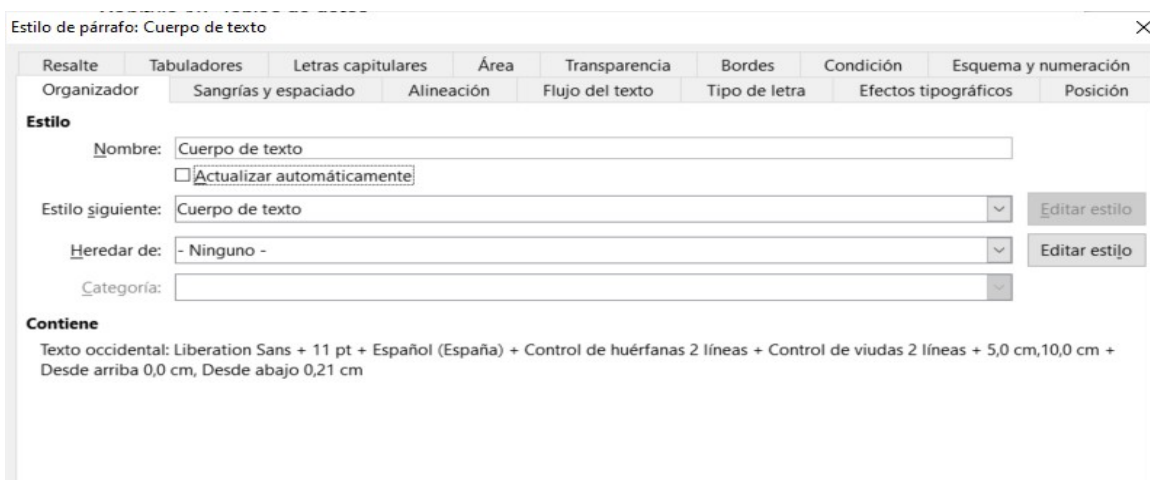 Estilo de párrafo: Cuerpo de texto
Resalte Tabuladores Letras capitulares Área Transparencia Bordes Condición Esquema y numeración
Organizador Sangrías y espaciado Alineación Flujo del texto Tipo de letra Efectos tipográficos Posición
Estilo
Nombre: Cuerpo de texto
Actualizar automáticamente
Estilo siguiente: Cuerpo de texto Editar estilo
Heredar de: - Ninguno - Editar estilo
Categoría:
Contiene
Texto occidental: Liberation Sans + 11 pt + Español (España) + Control de huérfanas 2 líneas + Control de viudas 2 líneas + 5,0 cm,10,0 cm +
Desde arriba 0,0 cm, Desde abajo 0,21 cm